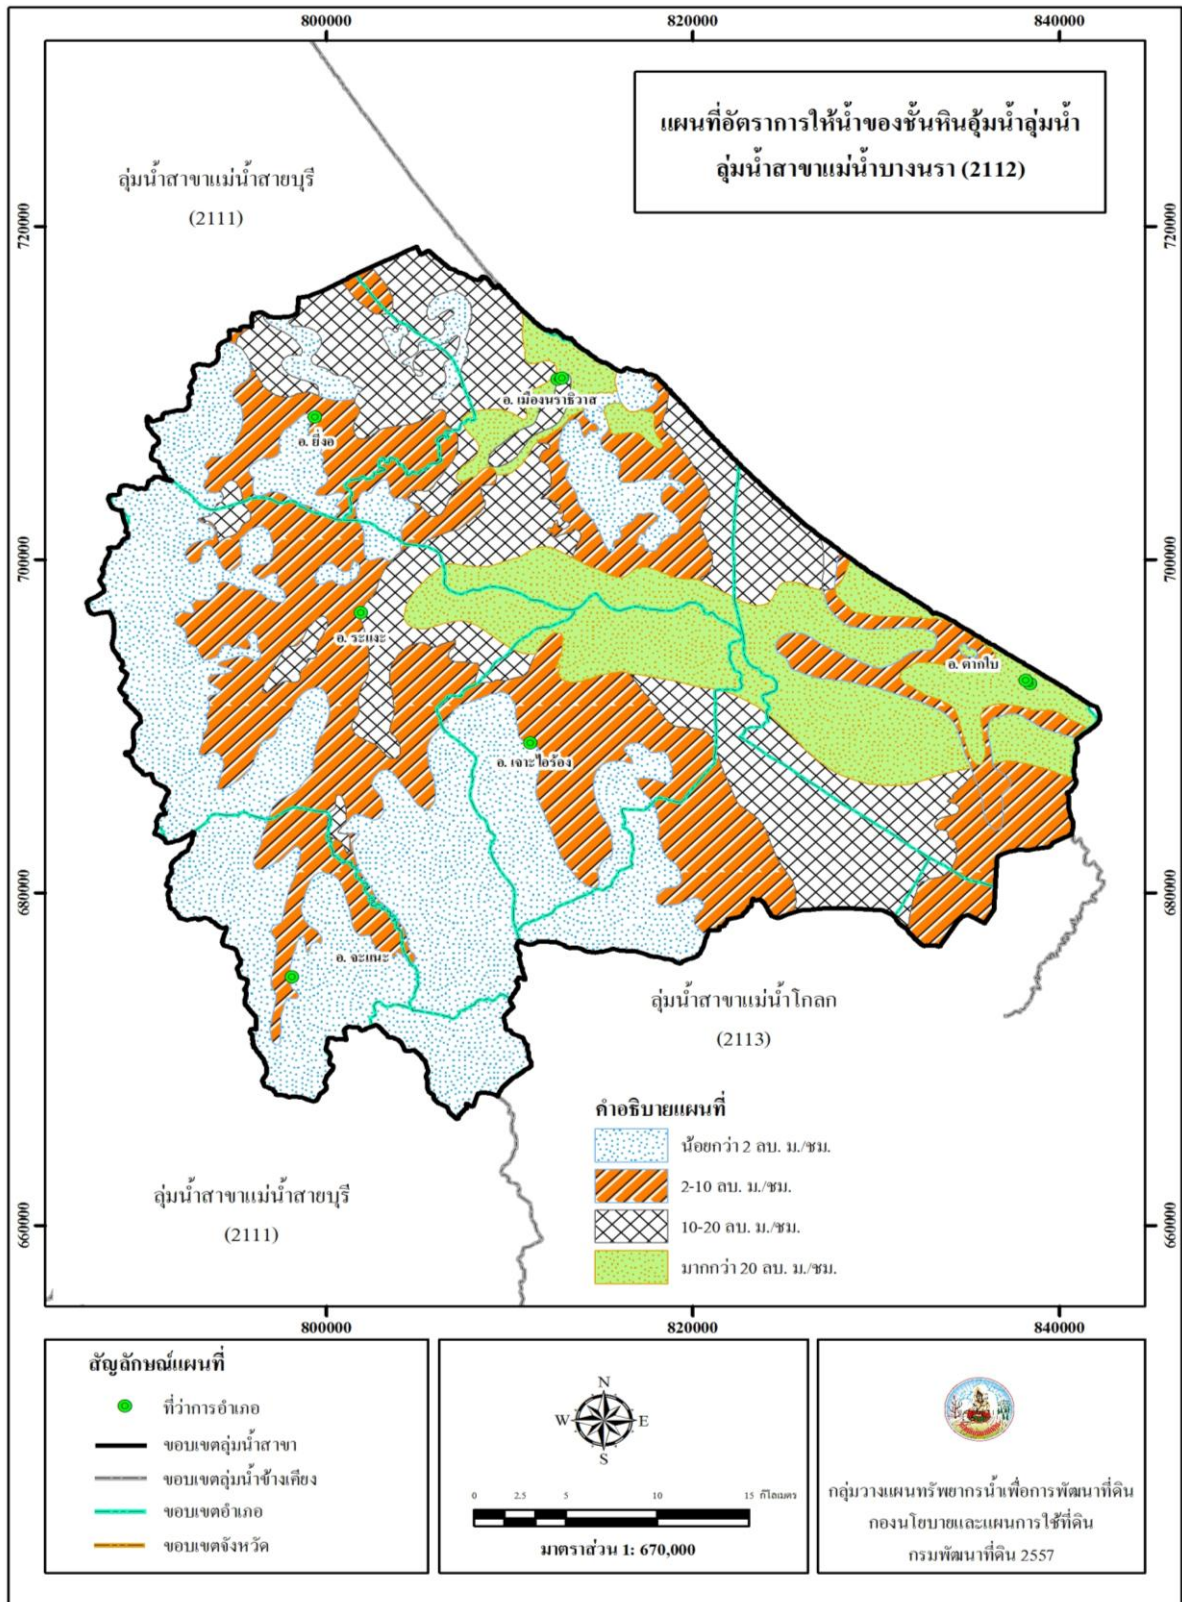 800000
820000
840000
แผนที่อัตราการให้น้ำของชั้นหินอุ้มน้ำลุ่มน้ำ
ลุ่มน้ำสาขาแม่น้ำบางนรา (2112)
ลุ่มน้ำสาขาแม่น้ำสายบุรี
(2111)
720000
720000
อ. เมืองนราธิวาส
อ. ยี่งอ
700000
700000
อ. ระแงะ
อ. ตากใบ
อ. เจาะไอร้อง
680000
680000
อ. จะแนะ
ลุ่มน้ำสาขาแม่น้ำโกลก
(2113)
คำอธิบายแผนที่
น้อยกว่า 2 ลบ. ม./ชม.
2-10 ลบ. ม./ชม.
10-20 ลบ. ม./ชม.
มากกว่า 20 ลบ. ม./ชม.
ลุ่มน้ำสาขาแม่น้ำสายบุรี
(2111)
660000
660000
800000
820000
840000
สัญลักษณ์แผนที่
ที่ว่าการอำเภอ
ขอบเขตลุ่มน้ำสาขา
ขอบเขตลุ่มน้ำข้างเคียง
ขอบเขตอำเภอ
ขอบเขตจังหวัด
N
W E
S
0 2.5 5 10 15 กิโลเมตร
มาตราส่วน 1: 670,000
กลุ่มวางแผนทรัพยากรน้ำเพื่อการพัฒนาที่ดิน
กองนโยบายและแผนการใช้ที่ดิน
กรมพัฒนาที่ดิน 2557